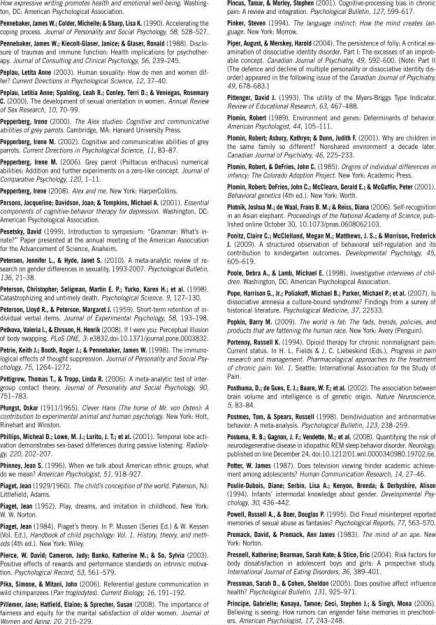 How expressive writing promotes health and emotional well-being. Washing-
ton, DC: American Psychological Association.
Pennebaker, James W.; Colder, Michelle; & Sharp, Lisa K. (1990). Accelerating the
coping process. Journal of Personality and Social Psychology, 58, 528–527.
Pennebaker, James W.; Kiecolt-Glaser, Janice; & Glaser, Ronald (1988). Disclo-
sure of traumas and immune function: Health implications for psychother-
apy. Journal of Consulting and Clinical Psychology, 56, 239–245.
Peplau, Letita Anne (2003). Human sexuality: How do men and women dif-
fer? Current Directions in Psychological Science, 12, 37–40.
Peplau, Letitia Anne; Spalding, Leah R.; Conley, Terri D.; & Veniegas, Rosemary
C. (2000). The development of sexual orientation in women. Annual Review
of Sex Research, 10, 70–99.
Pepperberg, Irene (2000). The Alex studies: Cognitive and communicative
abilities of grey parrots. Cambridge, MA: Harvard University Press.
Pepperberg, Irene M. (2002). Cognitive and communicative abilities of grey
parrots. Current Directions in Psychological Science, 11, 83–87.
Pepperberg, Irene M. (2006). Grey parrot (Psittacus erithacus) numerical
abilities: Addition and further experiments on a zero-like concept. Journal of
Comparative Psychology, 120, 1–11.
Pepperberg, Irene (2008). Alex and me. New York: HarperCollins.
Persons, Jacqueline; Davidson, Joan; & Tompkins, Michael A. (2001). Essential
components of cognitive-behavior therapy for depression. Washington, DC:
American Psychological Association.
Pesetsky, David (1999). Introduction to symposium: "Grammar: What's in-
nate?" Paper presented at the annual meeting of the American Association
for the Advancement of Science, Anaheim.
Petersen, Jennifer L., & Hyde, Janet S. (2010). A meta-analytic review of re-
search on gender differences in sexuality, 1993-2007. Psychological Bulletin,
136, 21–38.
Peterson, Christopher; Seligman, Martin E. P.; Yurko, Karen H.; et al. (1998).
Catastrophizing and untimely death. Psychological Science, 9, 127–130.
Peterson, Lloyd R., & Peterson, Margaret J. (1959). Short-term retention of in-
dividual verbal items. Journal of Experimental Psychology, 58, 193–198.
Petkova, Valeria I., & Ehrsson, H. Henrik (2008). If I were you: Perceptual illusion
of body swapping. PLoS ONE, 3: e3832.doi:10.1371/journal.pone.0003832.
Petrie, Keith J.; Booth, Roger J.; & Pennebaker, James W. (1998). The immuno-
logical effects of thought suppression. Journal of Personality and Social Psy-
chology, 75, 1264–1272.
Pettigrew, Thomas T., & Tropp, Linda R. (2006). A meta-analytic test of inter-
group contact theory. Journal of Personality and Social Psychology, 90,
751–783.
Pfungst, Oskar (1911/1965). Clever Hans (The horse of Mr. von Osten): A
contribution to experimental animal and human psychology. New York: Holt,
Rinehart and Winston.
Phillips, Micheal D.; Lowe, M. J.; Lurito, J. T.; et al. (2001). Temporal lobe acti-
vation demonstrates sex-based differences during passive listening. Radiolo-
gy, 220, 202–207.
Phinney, Jean S. (1996). When we talk about American ethnic groups, what
do we mean? American Psychologist, 51, 918–927.
Piaget, Jean (1929/1960). The child's conception of the world. Paterson, NJ:
Littlefield, Adams.
Piaget, Jean (1952). Play, dreams, and imitation in childhood. New York:
W. W. Norton.
Piaget, Jean (1984). Piaget's theory. In P. Mussen (Series Ed.) & W. Kessen
(Vol. Ed.), Handbook of child psychology: Vol. 1. History, theory, and meth-
ods (4th ed.). New York: Wiley.
Pierce, W. David; Cameron, Judy; Banko, Katherine M.; & So, Sylvia (2003).
Positive effects of rewards and performance standards on intrinsic motiva-
tion. Psychological Record, 53, 561–579.
Pika, Simone, & Mitani, John (2006). Referential gesture communication in
wild chimpanzees (Pan troglodytes). Current Biology, 16, 191–192.
Pillemer, Jane; Hatfield, Elaine; & Sprecher, Susan (2008). The importance of
fairness and equity for the marital satisfaction of older women. Journal of
Women and Aging, 20, 215–229.
Pincus, Tamar, & Morley, Stephen (2001). Cognitive-processing bias in chronic
pain: A review and integration. Psychological Bulletin, 127, 599–617.
Pinker, Steven (1994). The language instinct: How the mind creates lan-
guage. New York: Morrow.
Piper, August, & Merskey, Harold (2004). The persistence of folly: A critical ex-
amination of dissociative identity disorder. Part I: The excesses of an improb-
able concept. Canadian Journal of Psychiatry, 49, 592–600. [Note: Part II
(The defence and decline of multiple personality or dissociative identity dis-
order) appeared in the following issue of the Canadian Journal of Psychiatry,
49, 678–683.]
Pittenger, David J. (1993). The utility of the Myers-Briggs Type Indicator.
Review of Educational Research, 63, 467–488.
Plomin, Robert (1989). Environment and genes: Determinants of behavior.
American Psychologist, 44, 105–111.
Plomin, Robert; Asbury, Kathryn; & Dunn, Judith F. (2001). Why are children in
the same family so different? Nonshared environment a decade later.
Canadian Journal of Psychiatry, 46, 225–233.
Plomin, Robert, & DeFries, John C. (1985). Origins of individual differences in
infancy: The Colorado Adoption Project. New York: Academic Press.
Plomin, Robert; DeFries, John C.; McClearn, Gerald E.; & McGuffin, Peter (2001).
Behavioral genetics (4th ed.). New York: Worth.
Plotnik, Joshua M.; de Waal, Frans B. M.; & Reiss, Diana (2006). Self-recognition
in an Asian elephant. Proceedings of the National Academy of Science, pub-
lished online October 30, 10.1073/pnas.0608062103
Ponitz, Claire C.; McClelland, Megan M.; Matthews, J. S.; & Morrison, Frederick
J. (2009). A structured observation of behavioral self-regulation and its
contribution to kindergarten outcomes. Developmental Psychology, 45,
605–619.
Poole, Debra A., & Lamb, Michael E. (1998). Investigative interviews of chil-
dren. Washington, DC: American Psychological Association.
Pope, Harrison G., Jr.; Poliakoff, Michael B.; Parker, Michael P.; et al. (2007). Is
dissociative amnesia a culture-bound syndrome? Findings from a survey of
historical literature. Psychological Medicine, 37, 22533.
Popkin, Barry M. (2009). The world is fat: The fads, trends, policies, and
products that are fattening the human race. New York: Avery (Penguin).
Portenoy, Russell K. (1994). Opioid therapy for chronic nonmalignant pain:
Current status. In H. L. Fields & J. C. Liebeskind (Eds.), Progress in pain
research and management. Pharmacological approaches to the treatment
of chronic pain: Vol. 1. Seattle: International Association for the Study of
Pain.
Posthuma, D.; de Gues, E. J.; Baare, W. F.; et al. (2002). The association between
brain volume and intelligence is of genetic origin. Nature Neuroscience,
5, 83–84.
Postmes, Tom, & Spears, Russell (1998). Deindividuation and antinormative
behavior: A meta-analysis. Psychological Bulletin, 123, 238–259.
Postuma, R. B.; Gagnon, J. F.; Vendette, M.; et al. (2008). Quantifying the risk of
neurodegenerative disease in idiopathic REM sleep behavior disorder. Neurology,
published on line December 24, doi:10.1212/01.wnl.0000340980.19702.6e.
Potter, W. James (1987). Does television viewing hinder academic achieve-
ment among adolescents? Human Communication Research, 14, 27–46.
Poulin-Dubois, Diane; Serbin, Lisa A.; Kenyon, Brenda; & Derbyshire, Alison
(1994). Infants' intermodal knowledge about gender. Developmental Psy-
chology, 30, 436–442.
Powell, Russell A., & Boer, Douglas P. (1995). Did Freud misinterpret reported
memories of sexual abuse as fantasies? Psychological Reports, 77, 563–570.
Premack, David, & Premack, Ann James (1983). The mind of an ape. New
York: Norton.
Presnell, Katherine; Bearman, Sarah Kate; & Stice, Eric (2004). Risk factors for
body dissatisfaction in adolescent boys and girls: A prospective study.
International Journal of Eating Disorders, 36, 389–401.
Pressman, Sarah D., & Cohen, Sheldon (2005). Does positive affect influence
health? Psychological Bulletin, 131, 925–971.
Principe, Gabrielle; Kanaya, Tamoe; Ceci, Stephen J.; & Singh, Mona (2006).
Believing is seeing: How rumors can engender false memories in preschool-
ers. American Psychologist, 17, 243–248.